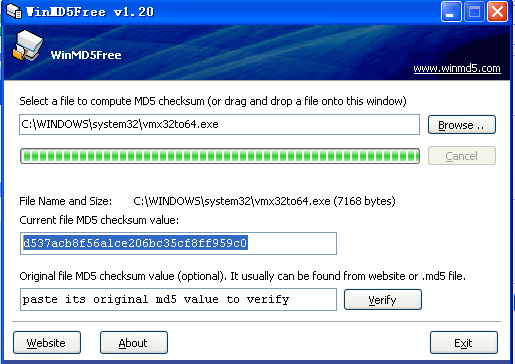 WinMD5Free v1.20
WinMD5Free
www.winmd5.com
Select a file to compute MD5 checksum (or drag and drop a file onto this window)
C:\WINDOWS\system32\vmx32to64.exe
Browse ..
Cancel
File Name and Size: C:\WINDOWS\system32\vmx32to64.exe (7168 bytes)
Current file MD5 checksum value:
d537acb8f56a1ce206bc35cf8ff959c0
Original file MD5 checksum value (optional). It usually can be found from website or .md5 file.
paste its original md5 value to verify
Verify
Website
About
Exit